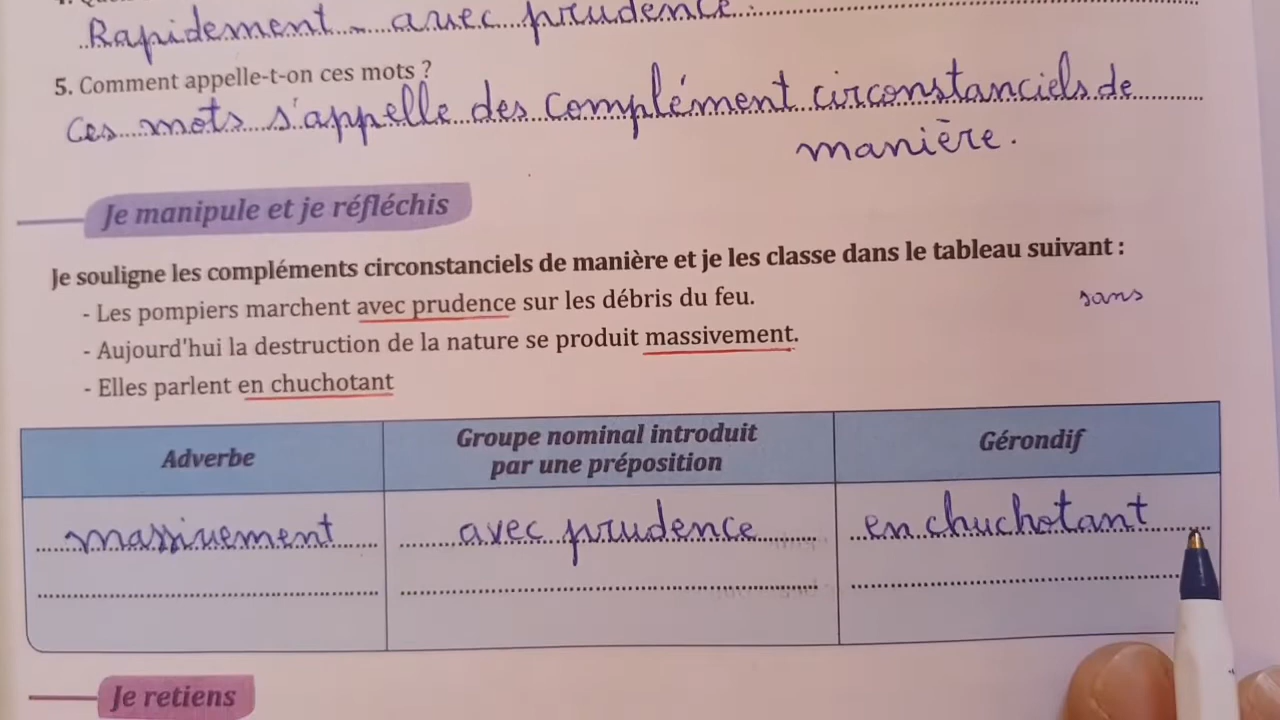 Rapidement - avec prudence.
5. Comment appelle-t-on ces mots ?
Ces mots s'appelle des complément circonstanciels de
manière.
Je manipule et je réfléchis
Je souligne les compléments circonstanciels de manière et je les classe dans le tableau suivant :
- Les pompiers marchent avec prudence sur les débris du feu.
sans
- Aujourd'hui la destruction de la nature se produit massivement.
- Elles parlent en chuchotant
Adverbe
Groupe nominal introduit
par une préposition
Gérondif
massivement
avec prudence
en chuchotant
Je retiens